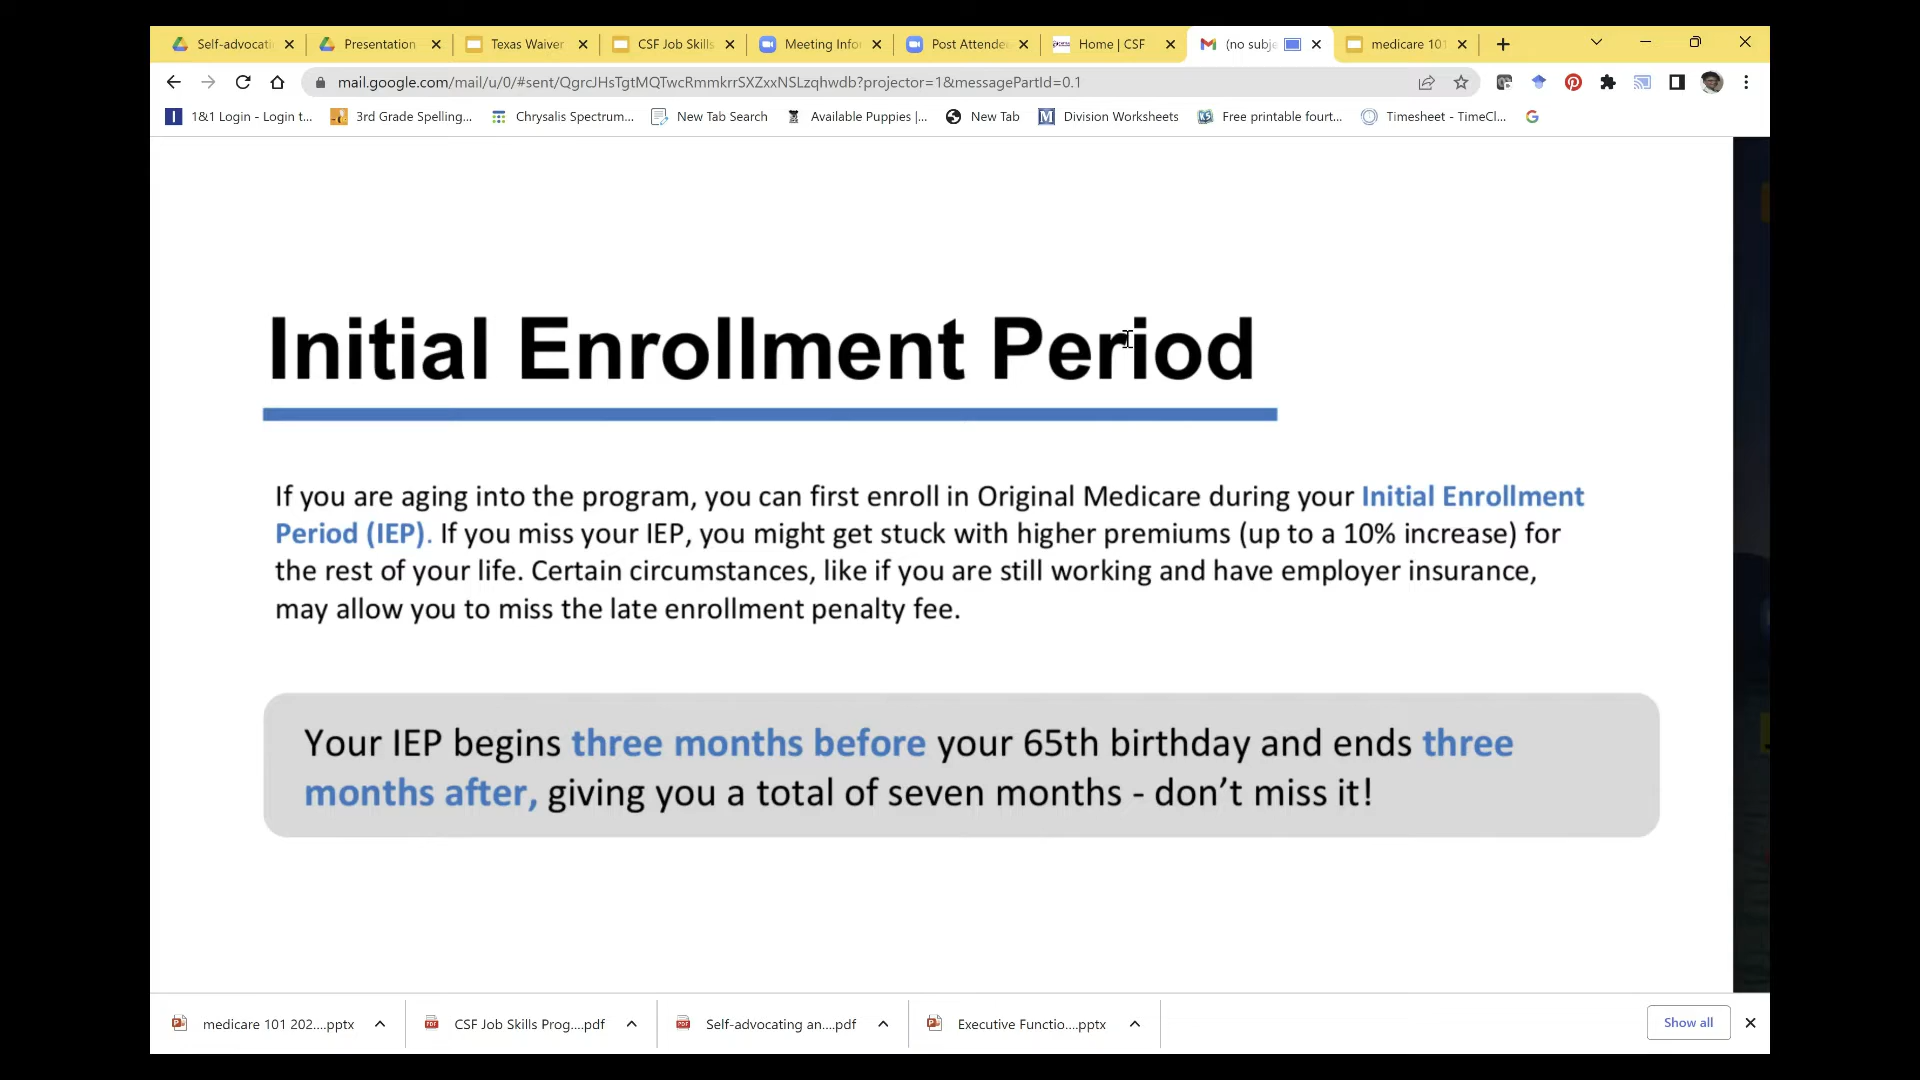 Self-advocati
Presentation
Texas Waiver
CSF Job Skills
Meeting Infor
Post Attende
Home | CSF
(no subje
medicare 101
mail.google.com/mail/u/0/#sent/QgrcJHsTgtMQTwcRmmkrrSXZxxNSLzqhwdb?projector=1&messagePartId=0.1
1&1 Login - Login t...
3rd Grade Spelling...
Chrysalis Spectrum...
New Tab Search
Available Puppies |...
New Tab
Division Worksheets
Free printable fourt...
Timesheet - TimeCl...
Initial Enrollment Period
If you are aging into the program, you can first enroll in Original Medicare during your Initial Enrollment
Period (IEP). If you miss your IEP, you might get stuck with higher premiums (up to a 10% increase) for
the rest of your life. Certain circumstances, like if you are still working and have employer insurance,
may allow you to miss the late enrollment penalty fee.
Your IEP begins three months before your 65th birthday and ends three
months after, giving you a total of seven months - don’t miss it!
medicare 101 202....pptx
CSF Job Skills Prog....pdf
Self-advocating an....pdf
Executive Functio....pptx
Show all